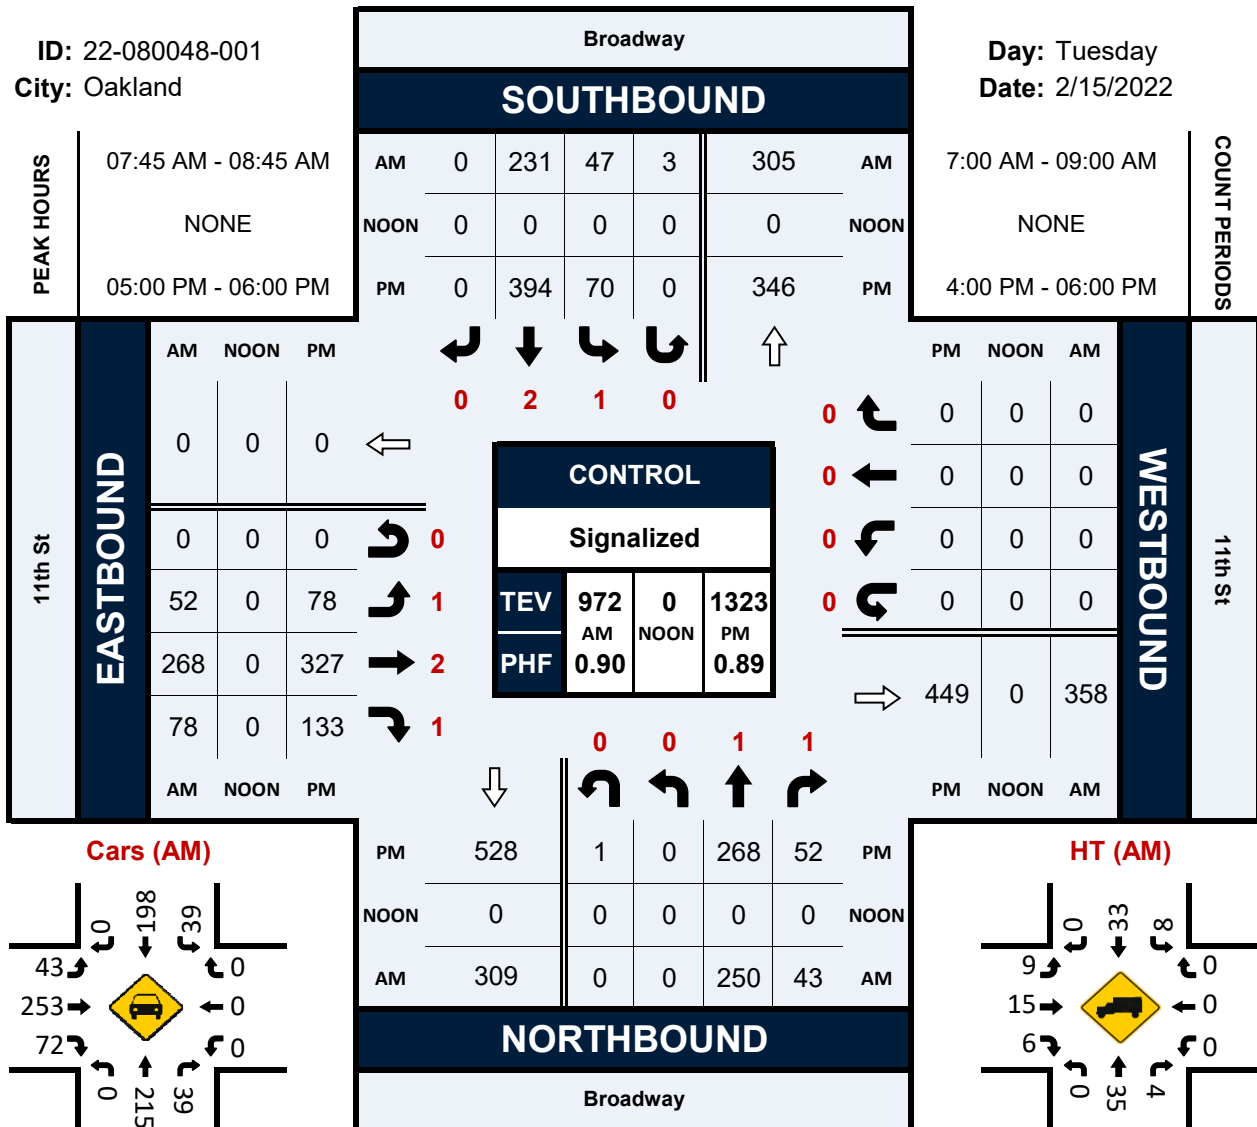 ID: 22-080048-001
City: Oakland
Broadway
Day: Tuesday
Date: 2/15/2022
SOUTHBOUND
PEAK HOURS
07:45 AM - 08:45 AM
NONE
05:00 PM - 06:00 PM
AM 0 231 47 3 305 AM
NOON 0 0 0 0 0 NOON
PM 0 394 70 0 346 PM
7:00 AM - 09:00 AM
NONE
4:00 PM - 06:00 PM
COUNT PERIODS
0 2 1 0
11th St
EASTBOUND
AM NOON PM
0 0 0
0 0 0 0
52 0 78 1
268 0 327 2
78 0 133 1
AM NOON PM
CONTROL
Signalized
TEV 972 0 1323
AM NOON PM
PHF 0.90 0.89
PM NOON AM
0 0 0 0
0 0 0 0
0 0 0 0
0 0 0 0
449 0 358
PM NOON AM
WESTBOUND
11th St
0 0 1 1
PM 528 1 0 268 52 PM
NOON 0 0 0 0 0 NOON
AM 309 0 0 250 43 AM
NORTHBOUND
Broadway
Cars (AM)
0 198 39
43 0
253 0
72 0
0 215 39
HT (AM)
0 33 8
9 0
15 0
6 0
0 35 4